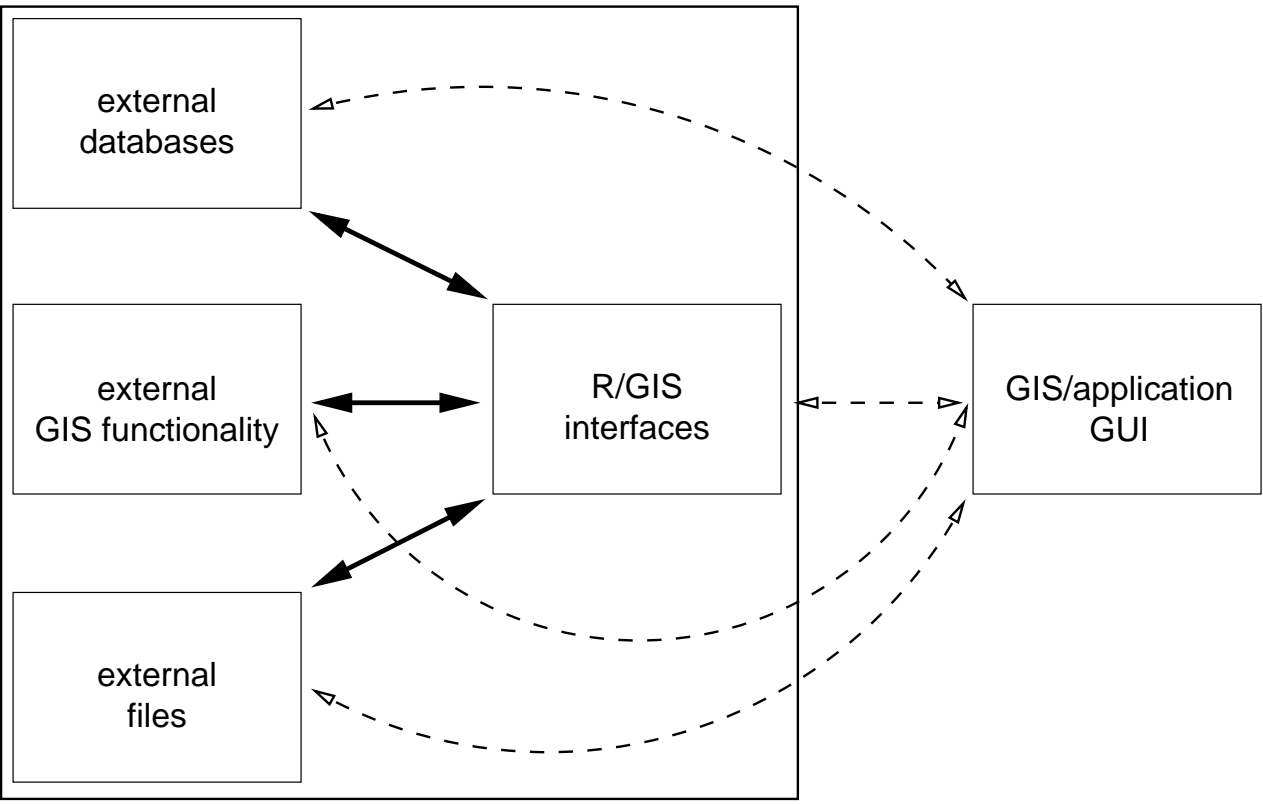 external
databases
external
GIS functionality
R/GIS
interfaces
GIS/application
GUI
external
files